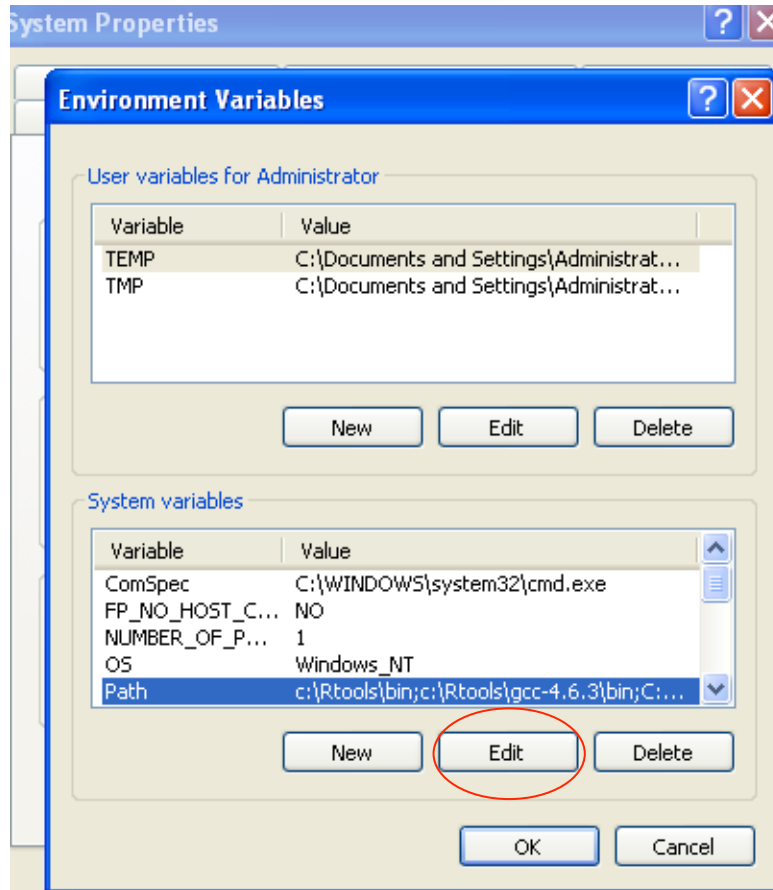 System Properties
?
Environment Variables
?
User variables for Administrator
Variable Value
TEMP C:\Documents and Settings\Administrat...
TMP C:\Documents and Settings\Administrat...
New Edit Delete
System variables
Variable Value
ComSpec C:\WINDOWS\system32\cmd.exe
FP_NO_HOST_C... NO
NUMBER_OF_P... 1
OS Windows_NT
Path c:\Rtools\bin;c:\Rtools\gcc-4.6.3\bin;C:...
New Edit Delete
OK Cancel